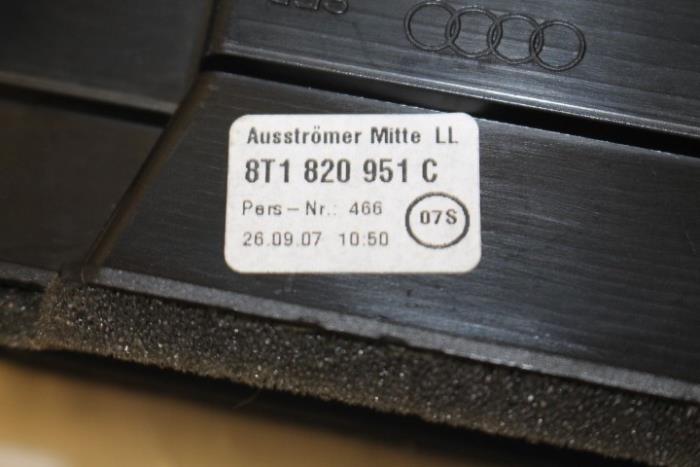 Ausströmer Mitte LL
8T1 820 951 C
Pers-Nr.: 466
07S
26.09.07 10:50